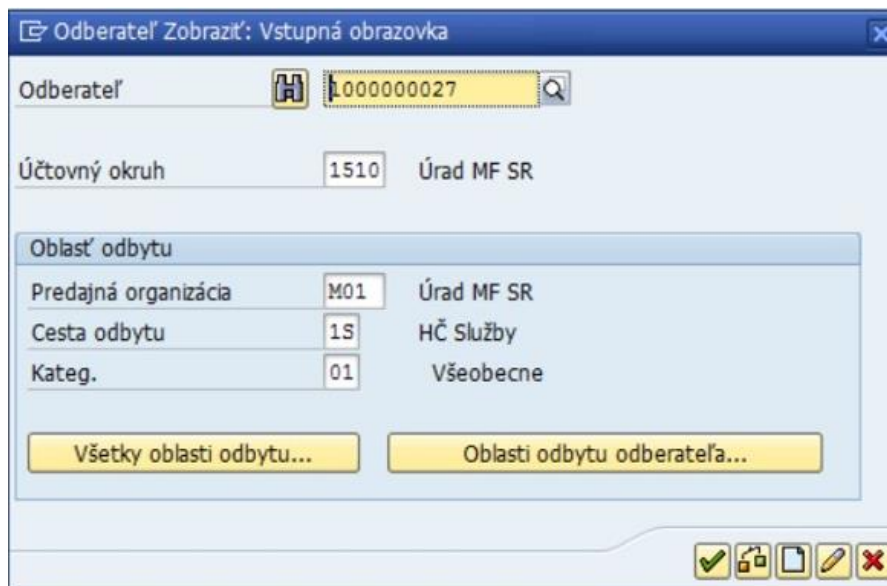 Odberateľ Zobraziť: Vstupná obrazovka
Odberateľ 1000000027
Účtovný okruh 1510 Úrad MF SR
Oblasť odbytu
Predajná organizácia M01 Úrad MF SR
Cesta odbytu 1S HČ Služby
Kateg. 01 Všeobecne
Všetky oblasti odbytu... Oblasti odbytu odberateľa...